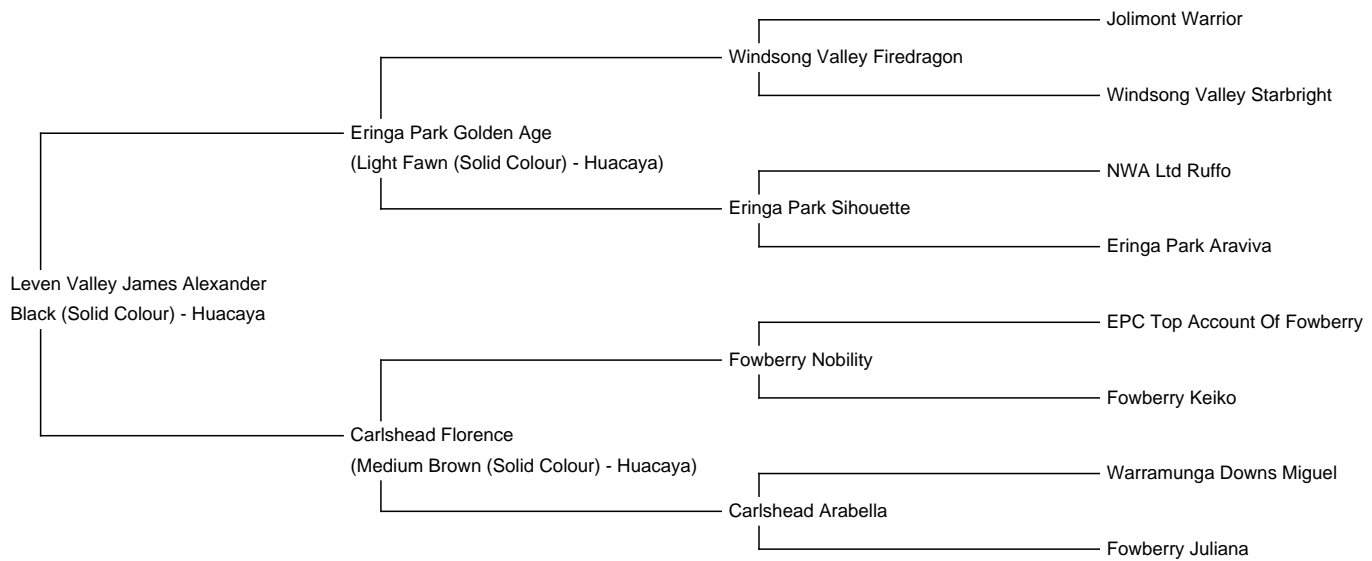 Jolimont Warrior
Windsong Valley Firedragon
Windsong Valley Starbright
Eringa Park Golden Age
(Light Fawn (Solid Colour) - Huacaya)
NWA Ltd Ruffo
Eringa Park Sihouette
Eringa Park Araviva
Leven Valley James Alexander
Black (Solid Colour) - Huacaya
EPC Top Account Of Fowberry
Fowberry Nobility
Fowberry Keiko
Carlshead Florence
(Medium Brown (Solid Colour) - Huacaya)
Warramunga Downs Miguel
Carlshead Arabella
Fowberry Juliana